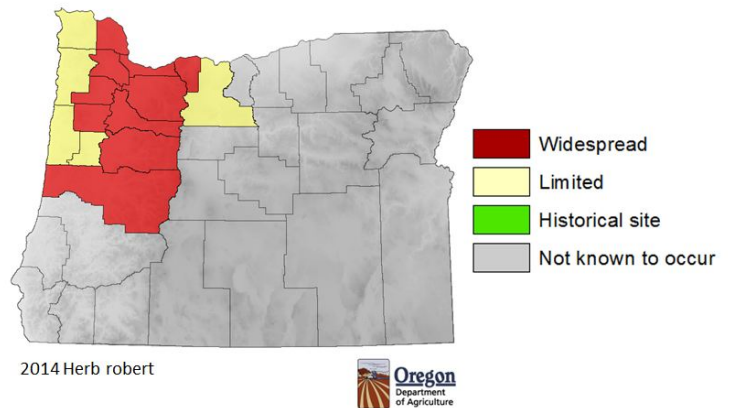 Widespread
Limited
Historical site
Not known to occur
2014 Herb robert
Oregon
Department
of Agriculture